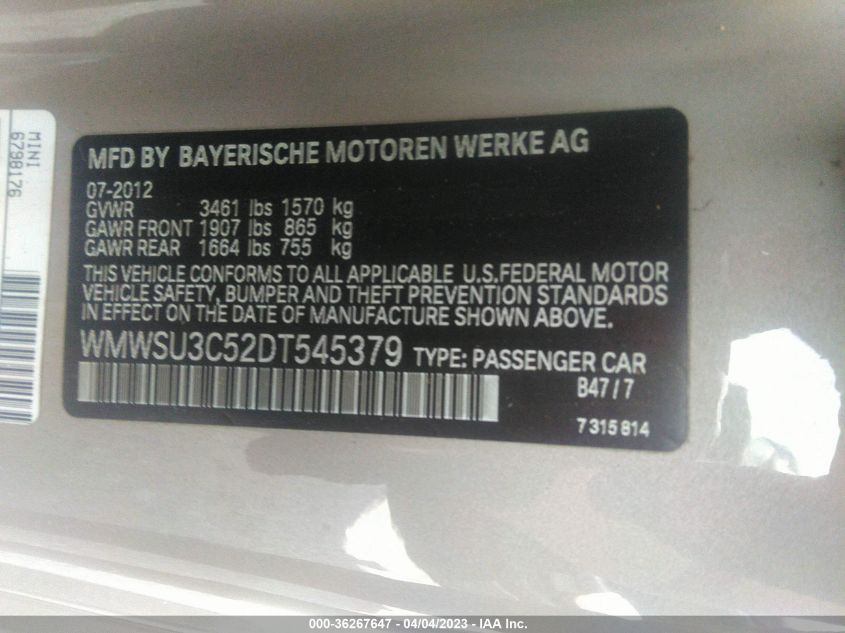 MINI
6798176
MFD BY BAYERISCHE MOTOREN WERKE AG
07-2012
GVWR 3461 lbs 1570 kg
GAWR FRONT 1907 lbs 865 kg
GAWR REAR 1664 lbs 755 kg
THIS VEHICLE CONFORMS TO ALL APPLICABLE U.S.FEDERAL MOTOR
VEHICLE SAFETY, BUMPER AND THEFT PREVENTION STANDARDS
IN EFFECT ON THE DATE OF MANUFACTURE SHOWN ABOVE.
WMWSU3C52DT545379 TYPE: PASSENGER CAR
B47/7
7315814
000-36267647 - 04/04/2023 - IAA Inc.